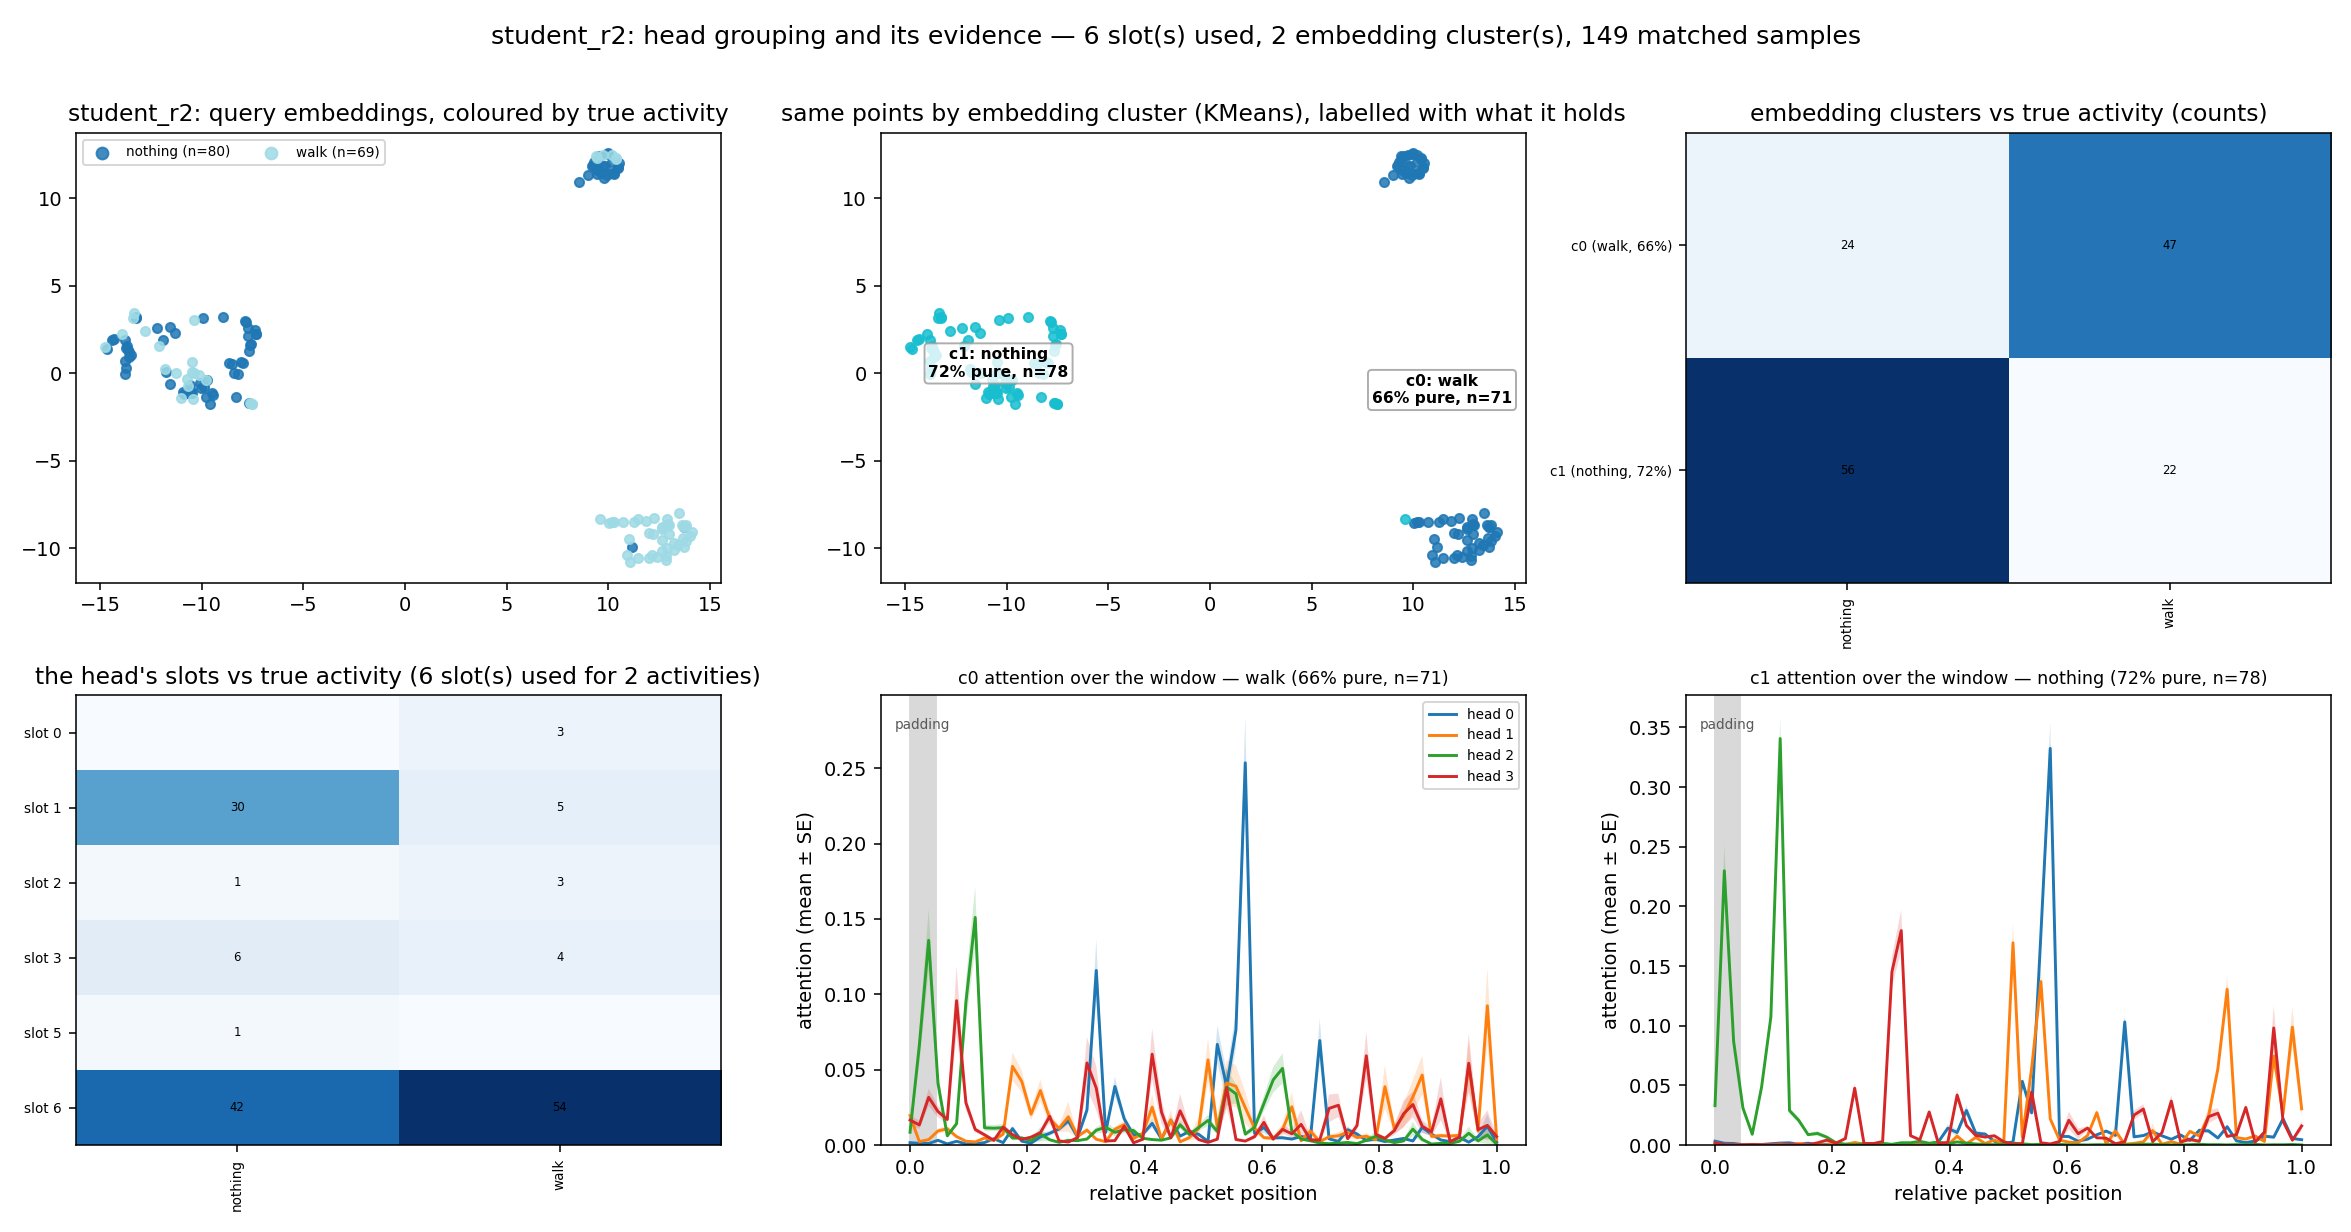 student_r2: head grouping and its evidence — 6 slot(s) used, 2 embedding cluster(s), 149 matched samples
student_r2: query embeddings, coloured by true activity
nothing (n=80)
walk (n=69)
10
5
0
−5
−10
−15
−10
−5
0
5
10
15
same points by embedding cluster (KMeans), labelled with what it holds
c1: nothing
72% pure, n=78
c0: walk
66% pure, n=71
10
5
0
−5
−10
−15
−10
−5
0
5
10
15
embedding clusters vs true activity (counts)
c0 (walk, 66%)
24
47
c1 (nothing, 72%)
56
22
nothing
walk
the head's slots vs true activity (6 slot(s) used for 2 activities)
slot 0
3
slot 1
30
5
slot 2
1
3
slot 3
6
4
slot 5
1
slot 6
42
54
nothing
walk
c0 attention over the window — walk (66% pure, n=71)
padding
head 0
head 1
head 2
head 3
attention (mean ± SE)
0.25
0.20
0.15
0.10
0.05
0.00
0.0
0.2
0.4
0.6
0.8
1.0
relative packet position
c1 attention over the window — nothing (72% pure, n=78)
padding
attention (mean ± SE)
0.35
0.30
0.25
0.20
0.15
0.10
0.05
0.00
0.0
0.2
0.4
0.6
0.8
1.0
relative packet position